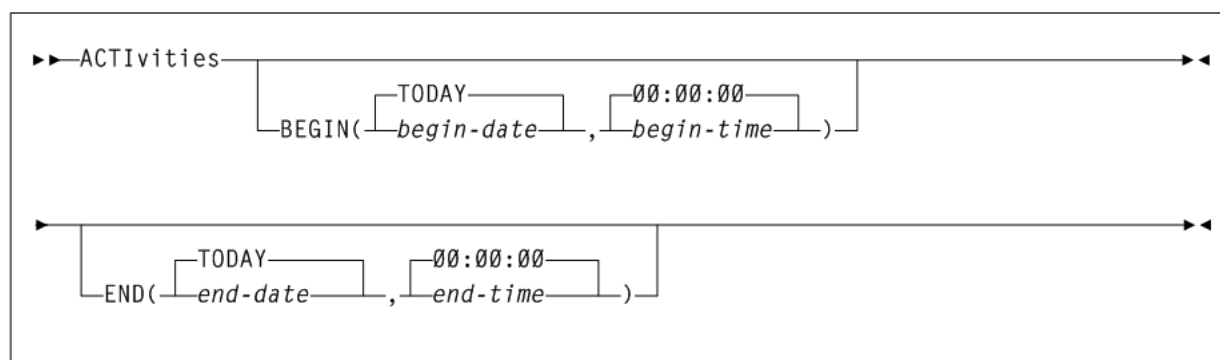 ACTIvities
TODAY 00:00:00
BEGIN( begin-date , begin-time )
TODAY 00:00:00
END( end-date , end-time )